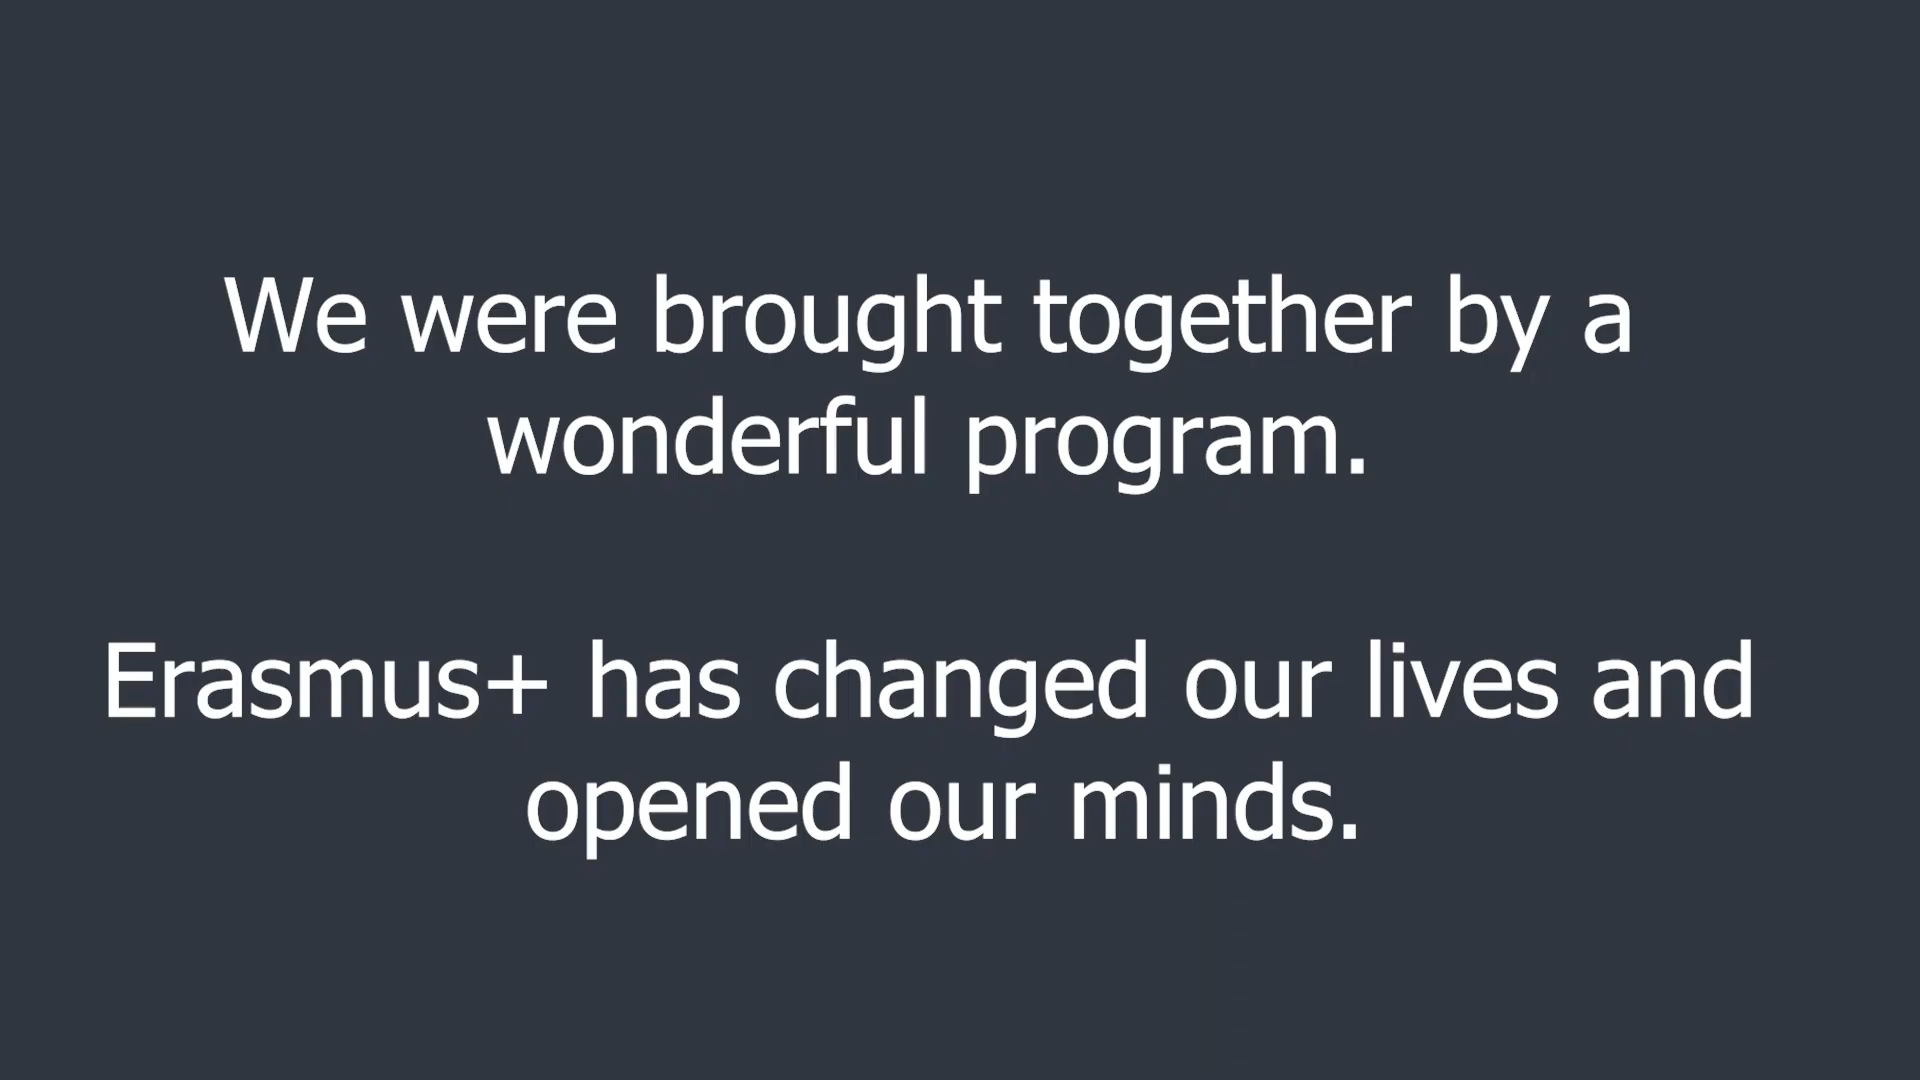 We were brought together by a
wonderful program.
Erasmus+ has changed our lives and
opened our minds.